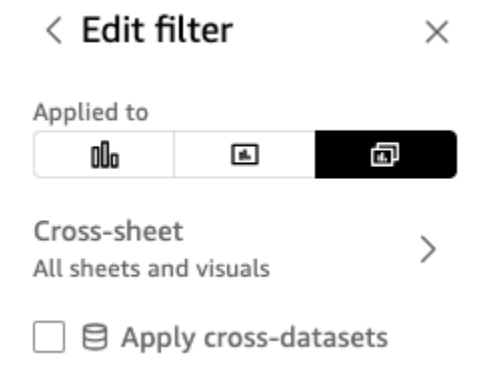 Edit filter
Applied to
Cross-sheet
All sheets and visuals
Apply cross-datasets